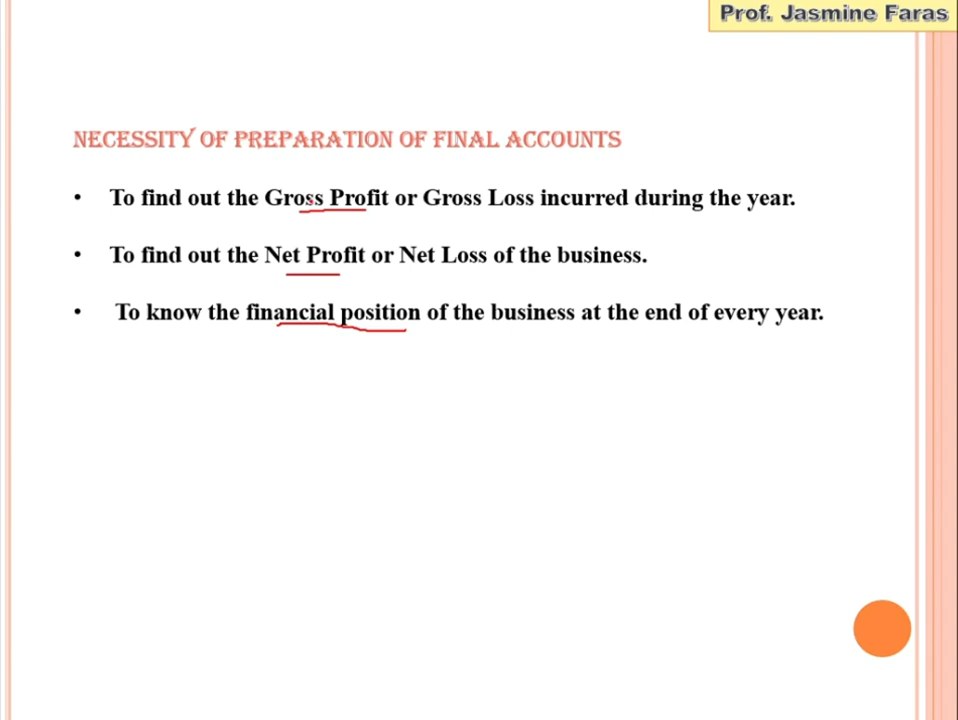 Prof. Jasmine Faras
NECESSITY OF PREPARATION OF FINAL ACCOUNTS
• To find out the Gross Profit or Gross Loss incurred during the year.
• To find out the Net Profit or Net Loss of the business.
• To know the financial position of the business at the end of every year.